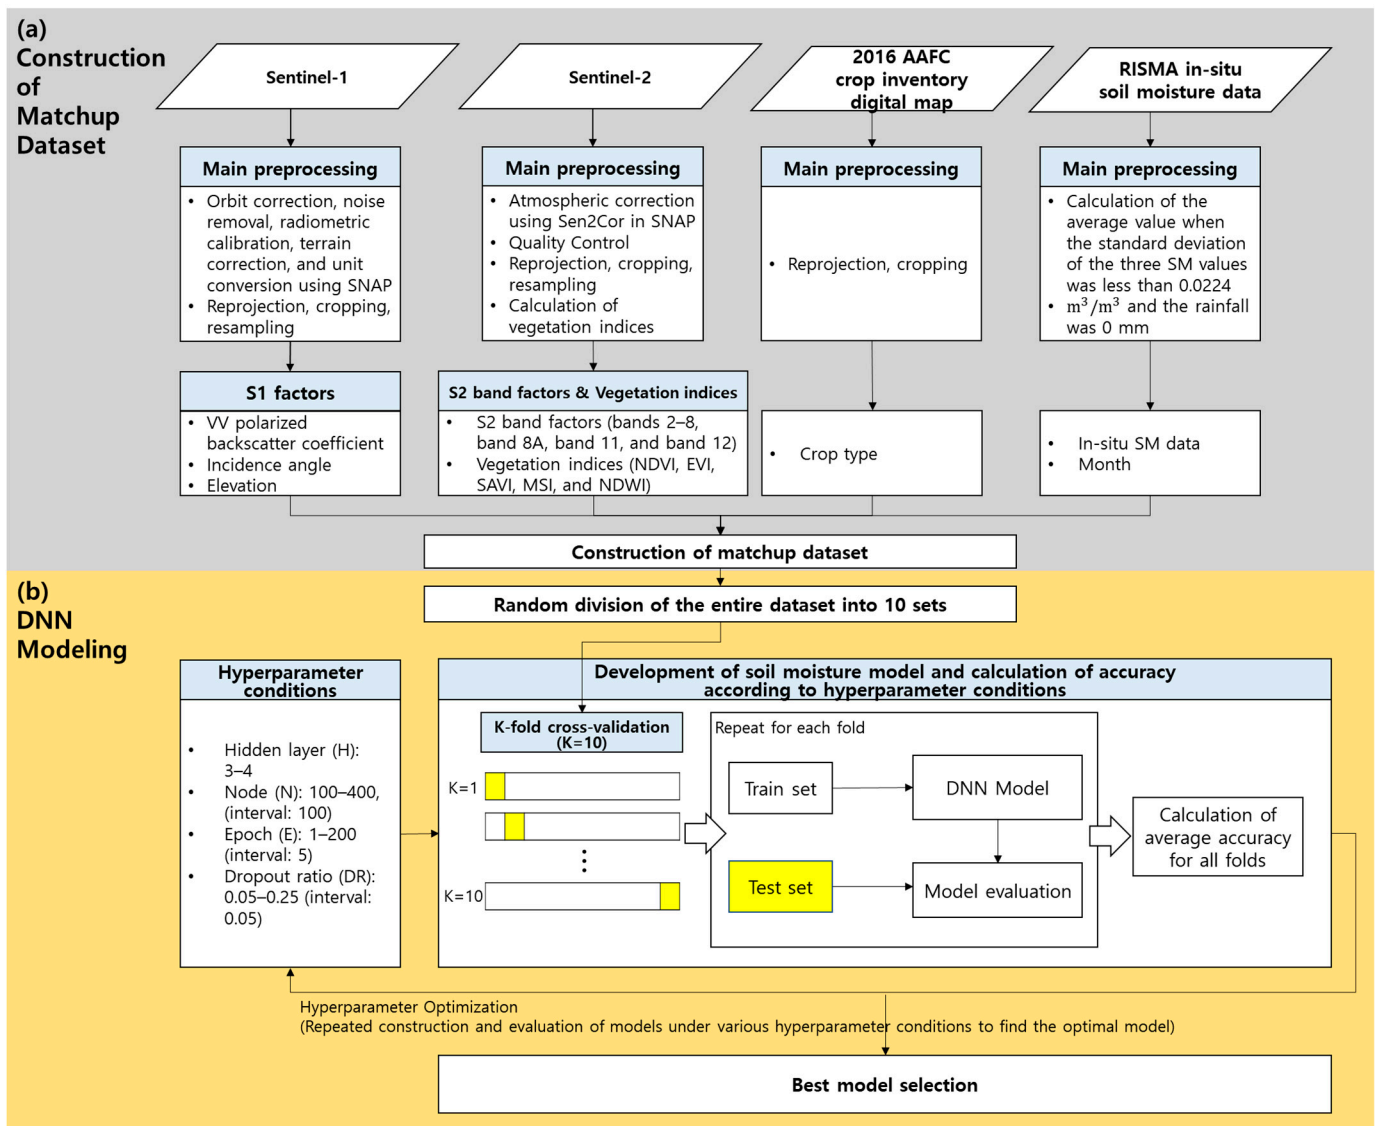 (a)
Construction
of
Matchup
Dataset
Sentinel-1
Sentinel-2
2016 AAFC
crop inventory
digital map
RISMA in-situ
soil moisture data
Main preprocessing
• Orbit correction, noise
removal, radiometric
calibration, terrain
correction, and unit
conversion using SNAP
• Reprojection, cropping,
resampling
Main preprocessing
• Atmospheric correction
using Sen2Cor in SNAP
• Quality Control
• Reprojection, cropping,
resampling
• Calculation of
vegetation indices
Main preprocessing
• Reprojection, cropping
Main preprocessing
• Calculation of the
average value when
the standard deviation
of the three SM values
was less than 0.0224
• m³/m³ and the rainfall
was 0 mm
S1 factors
• VV polarized
backscatter coefficient
• Incidence angle
• Elevation
S2 band factors & Vegetation indices
• S2 band factors (bands 2–8,
band 8A, band 11, and band 12)
• Vegetation indices (NDVI, EVI,
SAVI, MSI, and NDWI)
• Crop type
• In-situ SM data
• Month
Construction of matchup dataset
(b)
DNN
Modeling
Random division of the entire dataset into 10 sets
Hyperparameter
conditions
• Hidden layer (H):
3–4
• Node (N): 100–400,
(interval: 100)
• Epoch (E): 1–200
(interval: 5)
• Dropout ratio (DR):
0.05–0.25 (interval:
0.05)
Development of soil moisture model and calculation of accuracy
according to hyperparameter conditions
K-fold cross-validation
(K=10)
K=1
K=10
Repeat for each fold
Train set
DNN Model
Test set
Model evaluation
Calculation of
average accuracy
for all folds
Hyperparameter Optimization
(Repeated construction and evaluation of models under various hyperparameter conditions to find the optimal model)
Best model selection